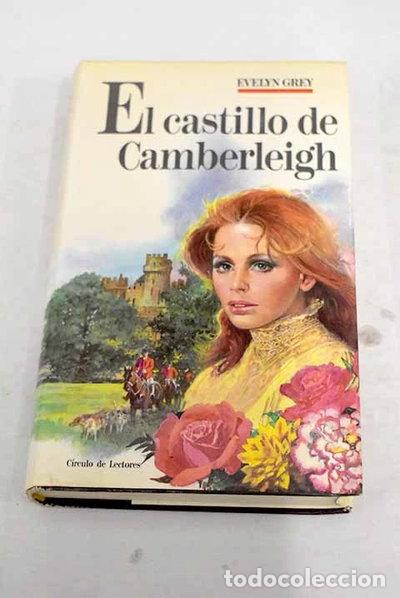 EVELYN GREY
El castillo de
Camberleigh
Círculo de Lectores
todocoleccion